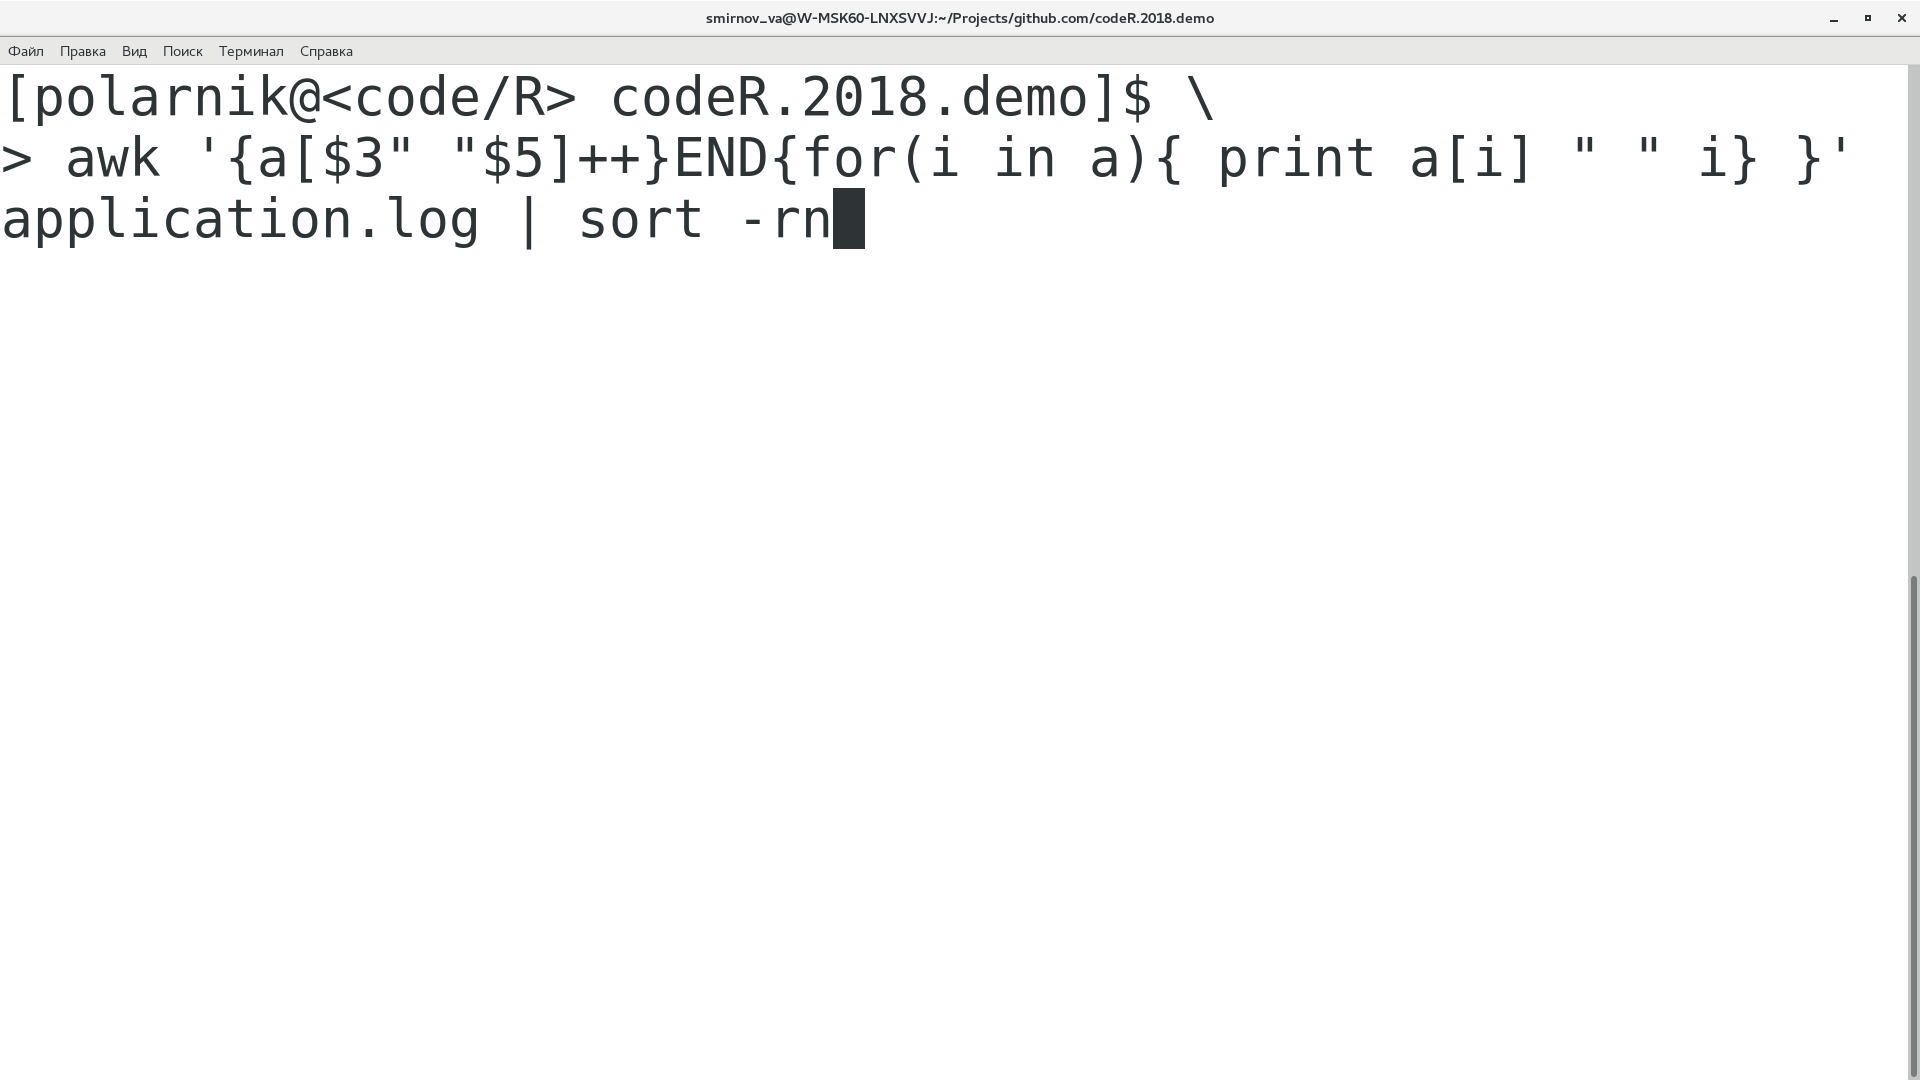 smirnov_va@W-MSK60-LNXSVVJ:~/Projects/github.com/codeR.2018.demo
Файл Правка Вид Поиск Терминал Справка
[polarnik@<code/R> codeR.2018.demo]$ \
> awk '{a[$3" "$5]++}END{for(i in a){ print a[i] " " i} }'
application.log | sort -rn